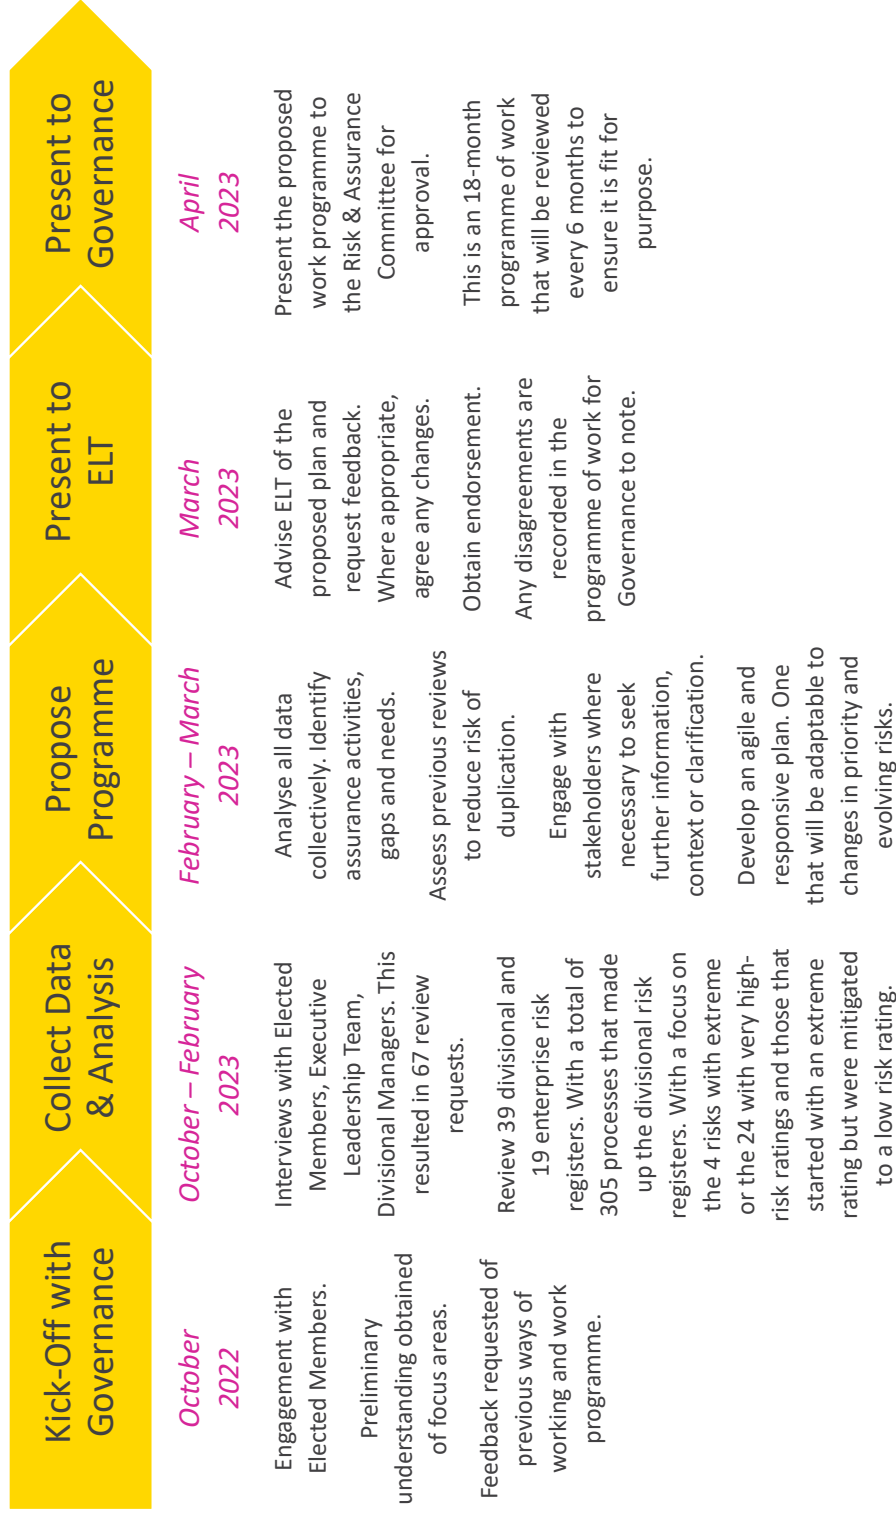 Kick-Off with
Governance
October
2022
Engagement with
Elected Members.
Preliminary
understanding obtained
of focus areas.
Feedback requested of
previous ways of
working and work
programme.
Collect Data
& Analysis
October – February
2023
Interviews with Elected
Members, Executive
Leadership Team,
Divisional Managers. This
resulted in 67 review
requests.
Review 39 divisional and
19 enterprise risk
registers. With a total of
305 processes that made
up the divisional risk
registers. With a focus on
the 4 risks with extreme
or the 24 with very high-
risk ratings and those that
started with an extreme
rating but were mitigated
to a low risk rating.
Propose
Programme
February – March
2023
Analyse all data
collectively. Identify
assurance activities,
gaps and needs.
Assess previous reviews
to reduce risk of
duplication.
Engage with
stakeholders where
necessary to seek
further information,
context or clarification.
Develop an agile and
responsive plan. One
that will be adaptable to
changes in priority and
evolving risks.
Present to
ELT
March
2023
Advise ELT of the
proposed plan and
request feedback.
Where appropriate,
agree any changes.
Obtain endorsement.
Any disagreements are
recorded in the
programme of work for
Governance to note.
Present to
Governance
April
2023
Present the proposed
work programme to
the Risk & Assurance
Committee for
approval.
This is an 18-month
programme of work
that will be reviewed
every 6 months to
ensure it is fit for
purpose.